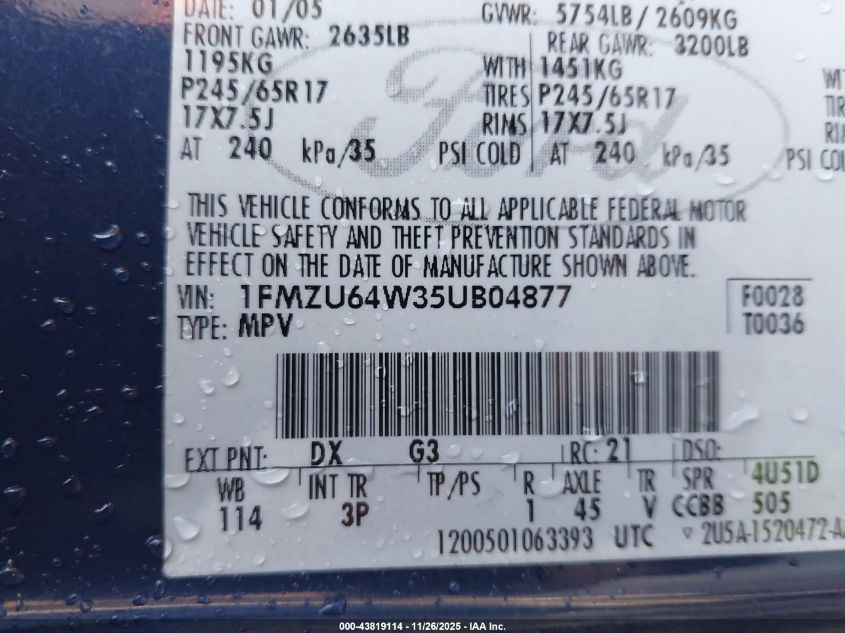 DATE: 01/05 GVWR: 5754LB / 2609KG
FRONT GAWR: 2635LB REAR GAWR: 3200LB
1195KG WITH 1451KG
P245/65R17 TIRES P245/65R17
17X7.5J RIMS 17X7.5J
AT 240 kPa/35 PSI COLD AT 240 kPa/35 PSI COL
Ford
THIS VEHICLE CONFORMS TO ALL APPLICABLE FEDERAL MOTOR
VEHICLE SAFETY AND THEFT PREVENTION STANDARDS IN
EFFECT ON THE DATE OF MANUFACTURE SHOWN ABOVE.
VIN: 1FMZU64W35UB04877 F0028
TYPE: MPV T0036
EXT PNT: DX G3 RC: 21 DSO:
WB INT TR TP/PS R AXLE TR SPR 4U51D
114 3P 1 45 V CCBB 505
1200501063393 UTC ▽ 2U5A-1520472-A
000-43819114 - 11/26/2025 - IAA Inc.